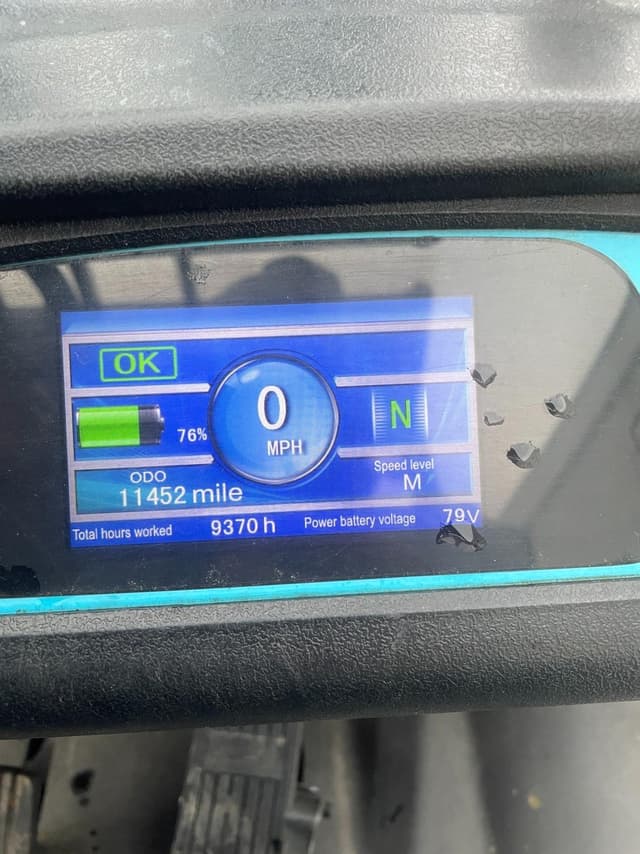 OK
0
MPH
76%
N
ODO
11452 mile
Speed level
M
Total hours worked 9370 h Power battery voltage 79V